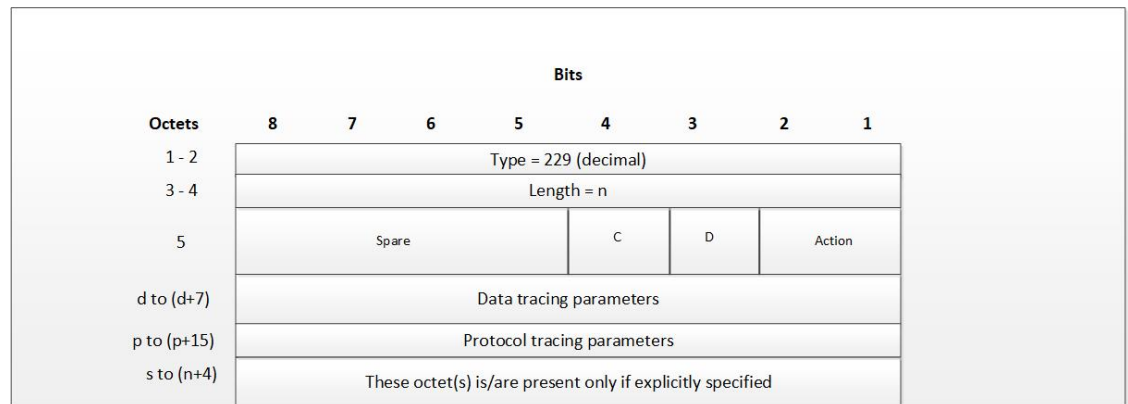 Bits
Octets 8 7 6 5 4 3 2 1
1 - 2 Type = 229 (decimal)
3 - 4 Length = n
5 Spare C D Action
d to (d+7) Data tracing parameters
p to (p+15) Protocol tracing parameters
s to (n+4) These octet(s) is/are present only if explicitly specified